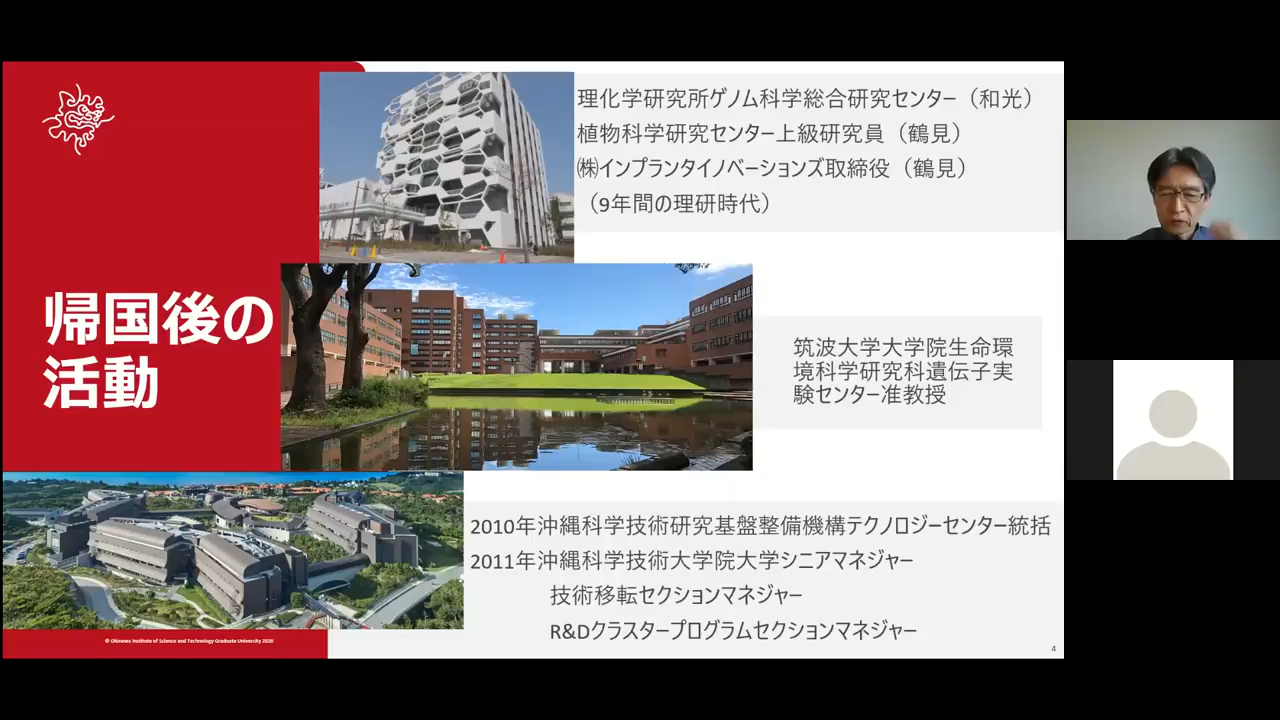 帰国後の
活動
理化学研究所ゲノム科学総合研究センター（和光）
植物科学研究センター上級研究員（鶴見）
㈱インプランタイノベーションズ取締役（鶴見）
（9年間の理研時代）
筑波大学大学院生命環
境科学研究科遺伝子実
験センター准教授
2010年沖縄科学技術研究基盤整備機構テクノロジーセンター統括
2011年沖縄科学技術大学院大学シニアマネジャー
技術移転セクションマネジャー
R&Dクラスタープログラムセクションマネジャー
© Okinawa Institute of Science and Technology Graduate University 2020
4